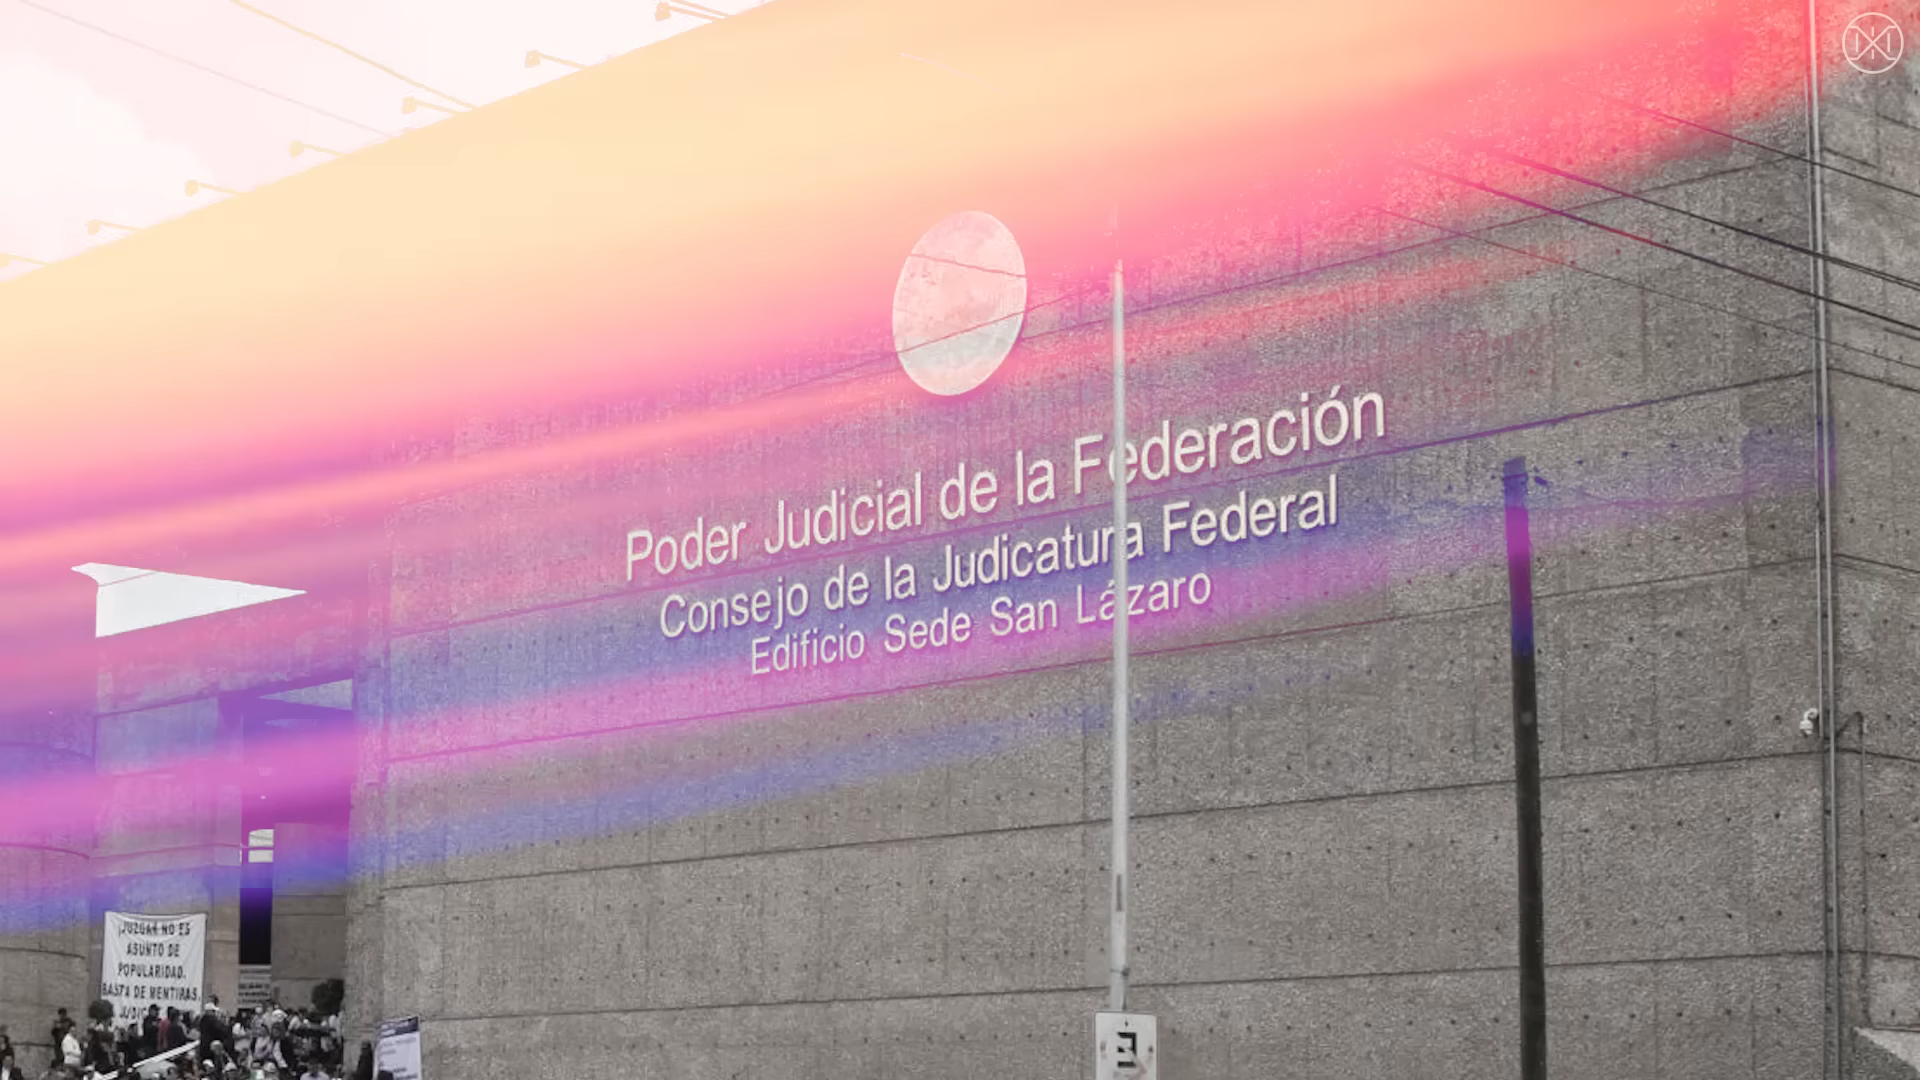 Poder Judicial de la Federación
Consejo de la Judicatura Federal
Edificio Sede San Lázaro
¡JUZGAR NO ES
ASUNTO DE
POPULARIDAD.
BASTA DE MENTIRAS.
E